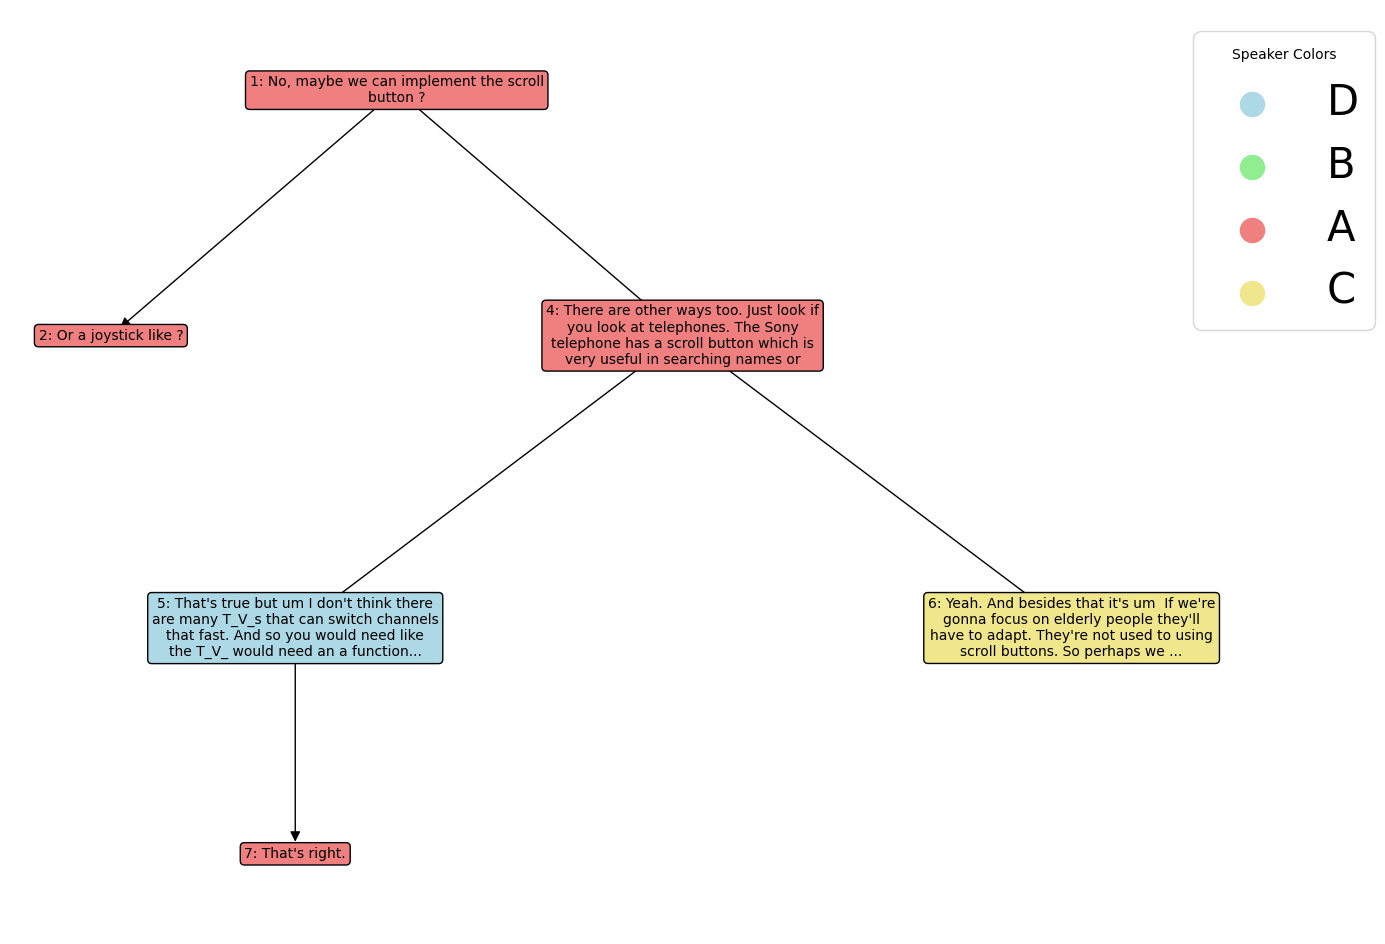 1: No, maybe we can implement the scroll
button ?
2: Or a joystick like ?
4: There are other ways too. Just look if
you look at telephones. The Sony
telephone has a scroll button which is
very useful in searching names or
5: That's true but um I don't think there
are many T_V_s that can switch channels
that fast. And so you would need like
the T_V_ would need an a function...
6: Yeah. And besides that it's um  If we're
gonna focus on elderly people they'll
have to adapt. They're not used to using
scroll buttons. So perhaps we ...
7: That's right.
Speaker Colors
D
B
A
C